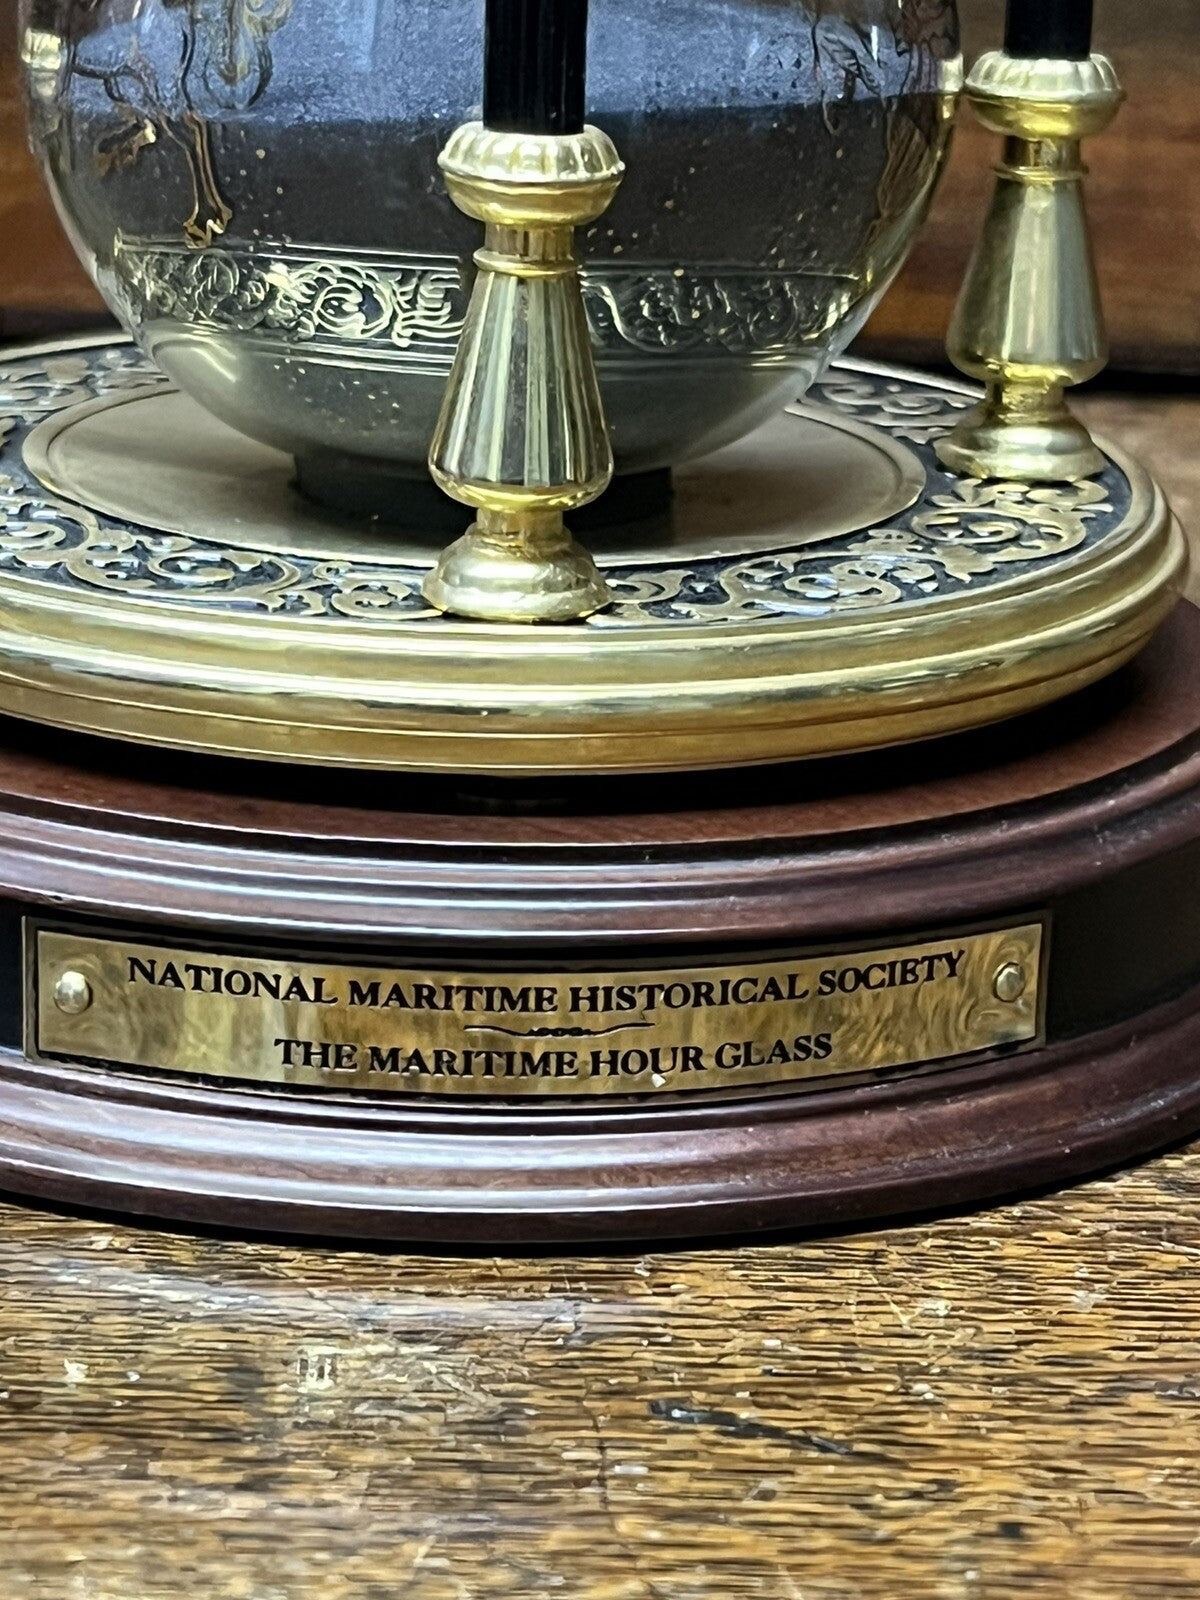 NATIONAL MARITIME HISTORICAL SOCIETY
THE MARITIME HOUR GLASS